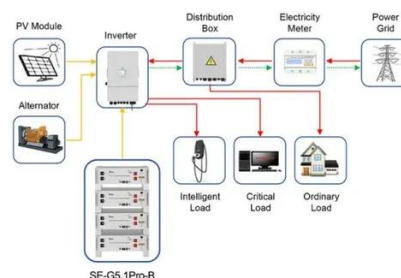 PV Module
Inverter
Distribution
Box
Electricity
Meter
Power
Grid
Alternator
Intelligent
Load
Critical
Load
Ordinary
Load
SE-G5.1Pro-B